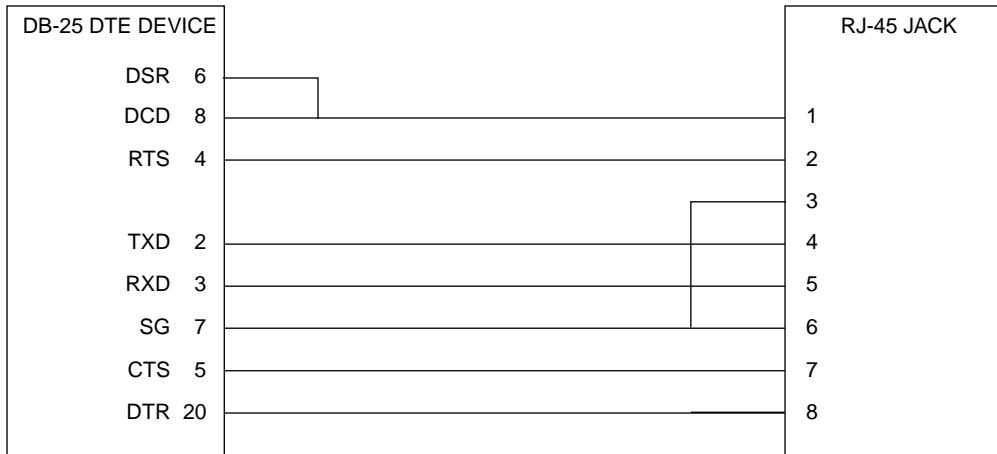 DB-25 DTE DEVICE RJ-45 JACK
DSR 6
DCD 8 1
RTS 4 2
3
TXD 2 4
RXD 3 5
SG 7 6
CTS 5 7
DTR 20 8